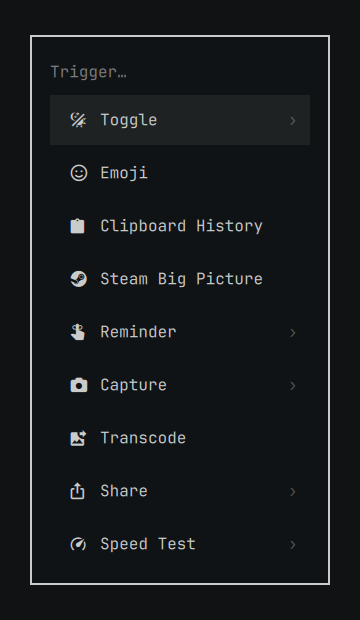 Trigger…
Toggle
Emoji
Clipboard History
Steam Big Picture
Reminder
Capture
Transcode
Share
Speed Test